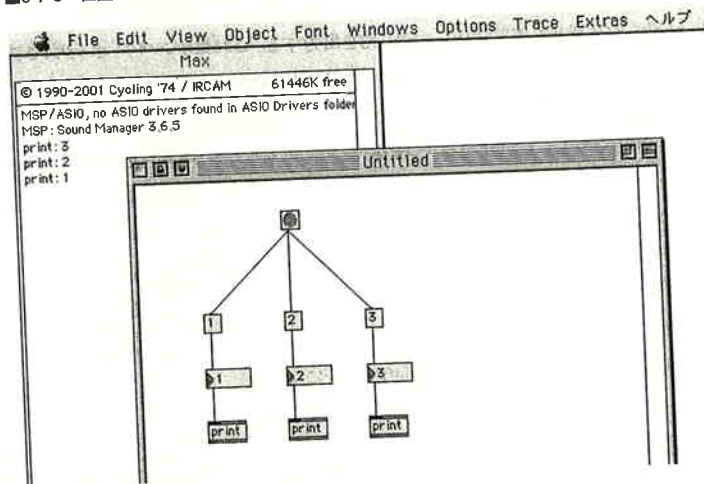 File Edit View Object Font Windows Options Trace Extras ヘルプ
Max
© 1990-2001 Cycling '74 / IRCAM 61446K free
MSP/ASIO, no ASIO drivers found in ASIO Drivers folder
MSP: Sound Manager 3.6.5
print: 3
print: 2
print: 1
Untitled
1 2 3
1 2 3
print print print